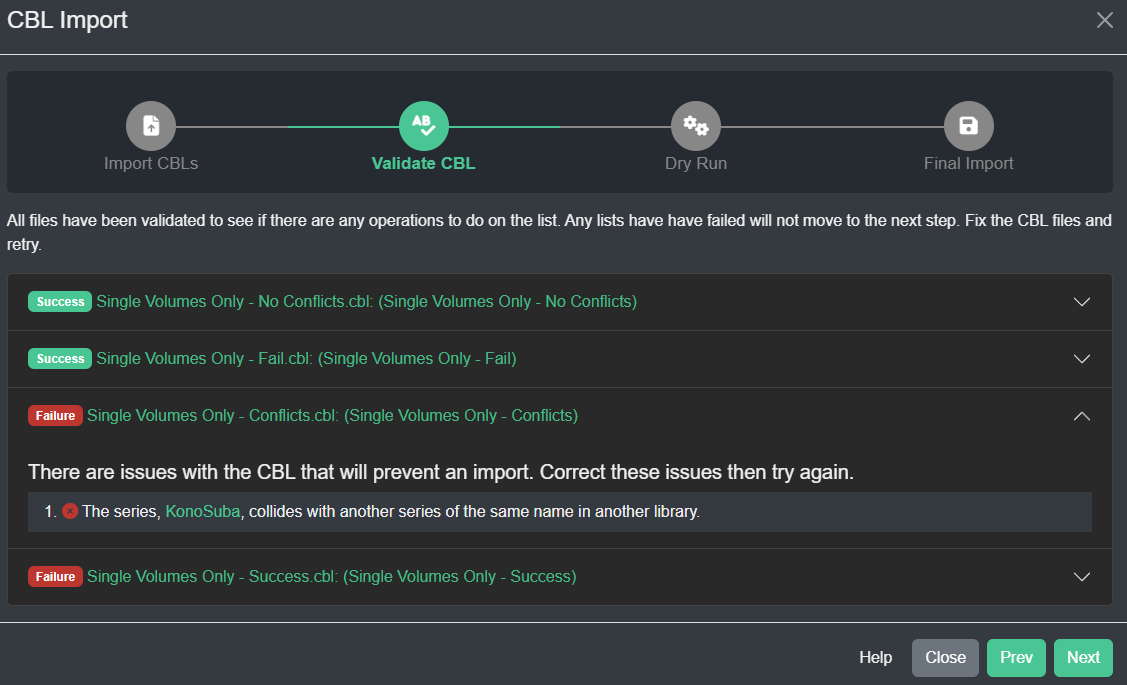 CBL Import
AB
Import CBLs
Validate CBL
Dry Run
Final Import
All files have been validated to see if there are any operations to do on the list. Any lists have have failed will not move to the next step. Fix the CBL files and
retry.
Success Single Volumes Only - No Conflicts.cbl: (Single Volumes Only - No Conflicts)
Success Single Volumes Only - Fail.cbl: (Single Volumes Only - Fail)
Failure Single Volumes Only - Conflicts.cbl: (Single Volumes Only - Conflicts)
There are issues with the CBL that will prevent an import. Correct these issues then try again.
1. The series, KonoSuba, collides with another series of the same name in another library.
Failure Single Volumes Only - Success.cbl: (Single Volumes Only - Success)
Help Close Prev Next